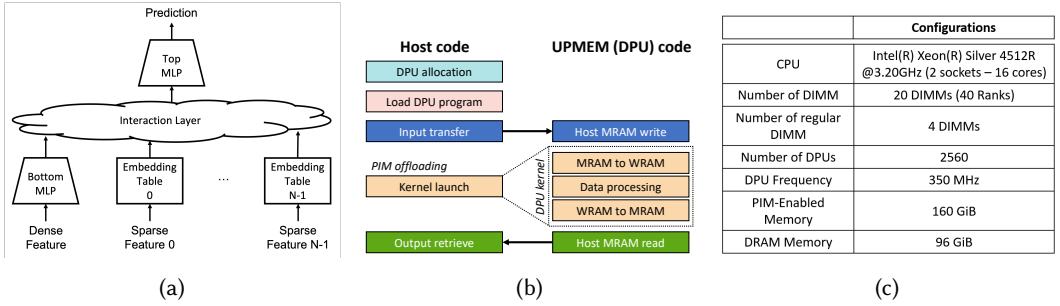 Prediction
Top
MLP
Interaction Layer
Bottom
MLP
Embedding
Table
0
...
Embedding
Table
N-1
Dense
Feature
Sparse
Feature 0
Sparse
Feature N-1
(a)
Host code
UPMEM (DPU) code
DPU allocation
Load DPU program
Input transfer
Host MRAM write
PIM offloading
Kernel launch
DPU kernel
MRAM to WRAM
Data processing
WRAM to MRAM
Output retrieve
Host MRAM read
(b)
Configurations
CPU
Intel(R) Xeon(R) Silver 4512R
@3.20GHz (2 sockets – 16 cores)
Number of DIMM
20 DIMMs (40 Ranks)
Number of regular
DIMM
4 DIMMs
Number of DPUs
2560
DPU Frequency
350 MHz
PIM-Enabled
Memory
160 GiB
DRAM Memory
96 GiB
(c)